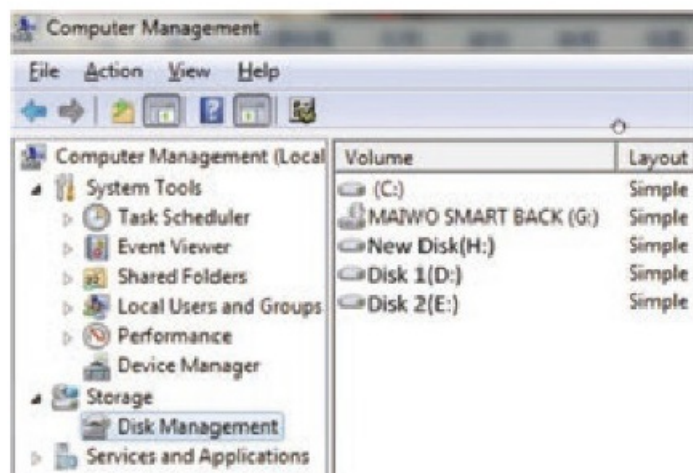 Computer Management
File Action View Help
Computer Management (Local
System Tools
Task Scheduler
Event Viewer
Shared Folders
Local Users and Groups
Performance
Device Manager
Storage
Disk Management
Services and Applications
Volume Layout
(C:) Simple
MAIWO SMART BACK (G:) Simple
New Disk(H:) Simple
Disk 1(D:) Simple
Disk 2(E:) Simple